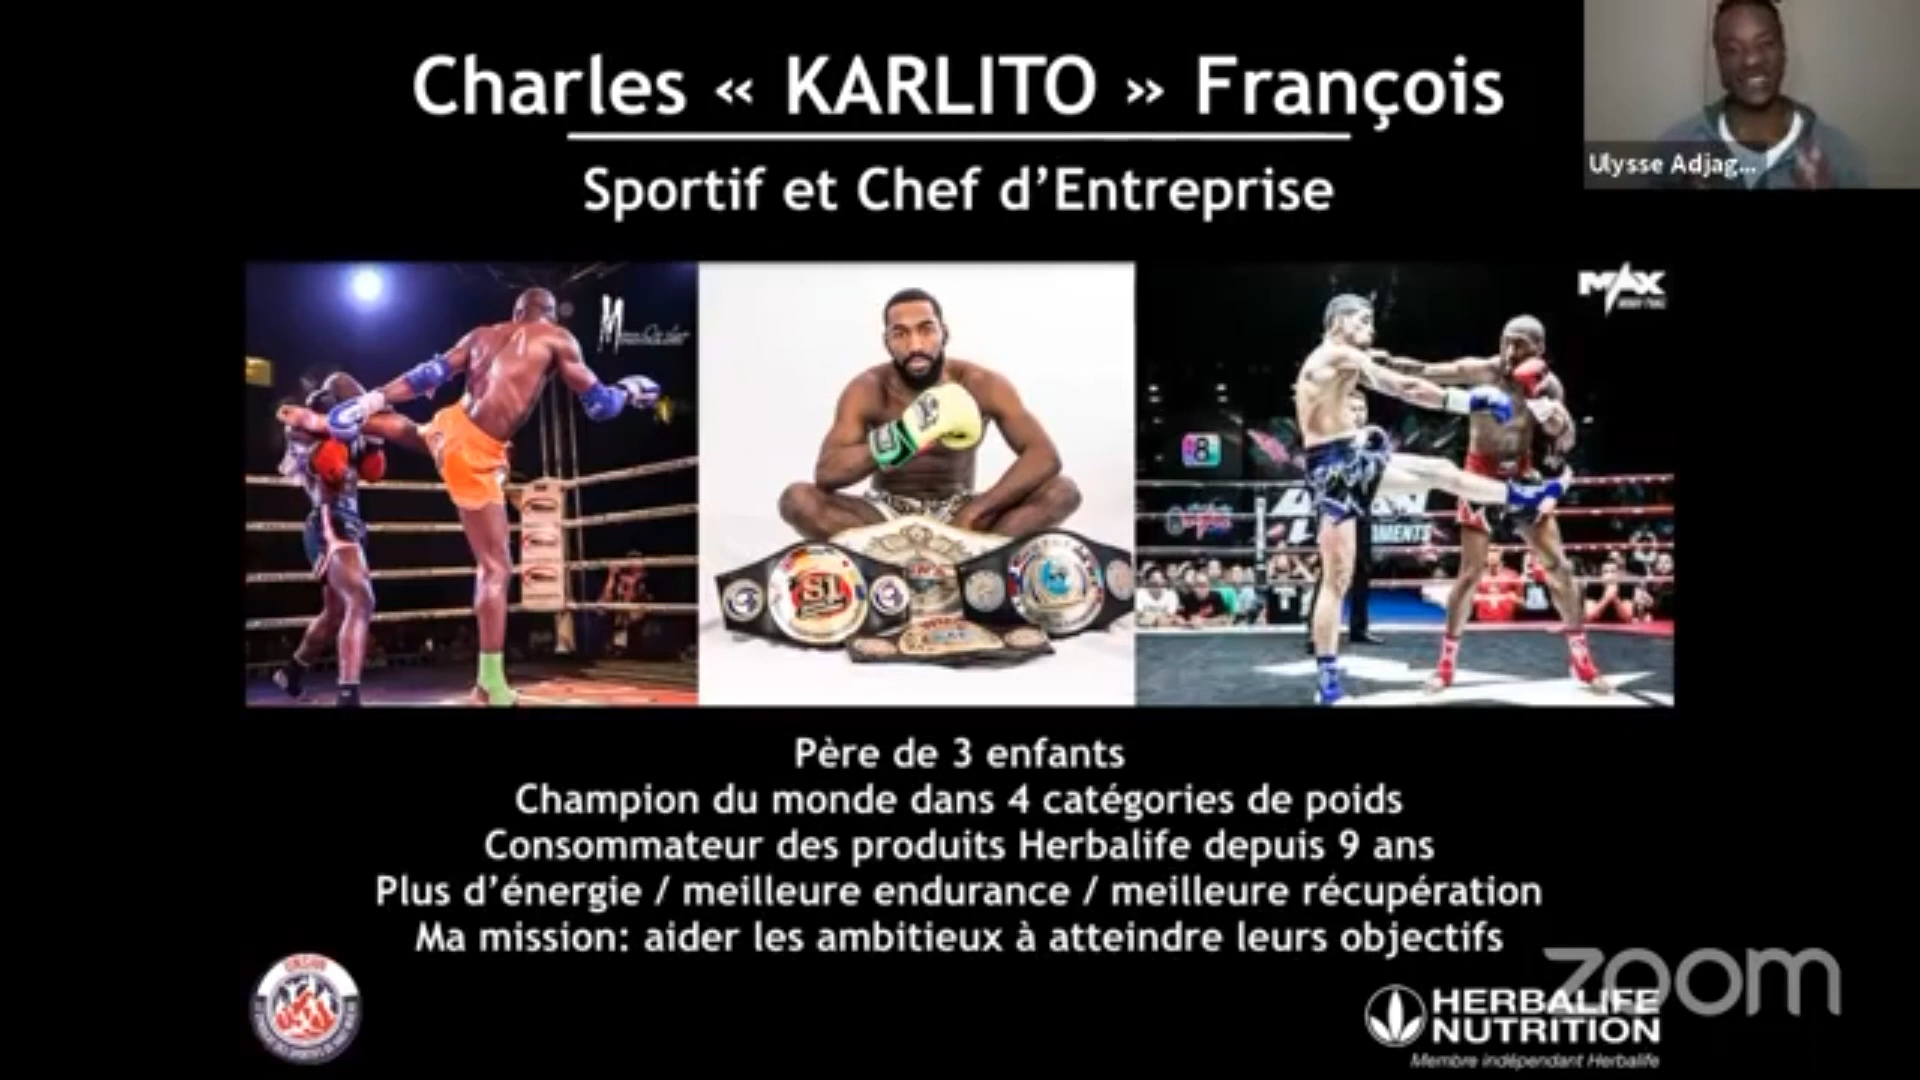 Charles « KARLITO » François
Sportif et Chef d’Entreprise
Ulysse Adjag...
MAX
S1
8
Père de 3 enfants
Champion du monde dans 4 catégories de poids
Consommateur des produits Herbalife depuis 9 ans
Plus d’énergie / meilleure endurance / meilleure récupération
Ma mission: aider les ambitieux à atteindre leurs objectifs
zoom
HERBALIFE
NUTRITION
Membre indépendant Herbalife